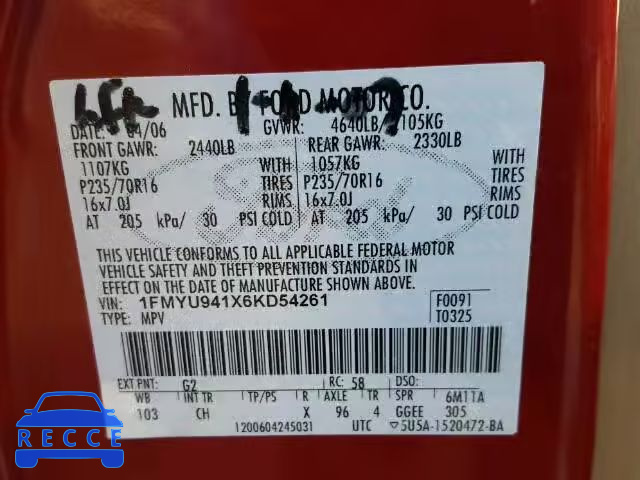 MFD. BY FORD MOTOR CO.
DATE: 04/06 GVWR: 4640LB/ 2105KG
FRONT GAWR: 2440LB REAR GAWR: 2330LB
1107KG WITH 1057KG WITH
P235/70R16 TIRES P235/70R16 TIRES
16x7.0J RIMS 16x7.0J RIMS
AT 205 kPa/ 30 PSI COLD AT 205 kPa/ 30 PSI COLD
THIS VEHICLE CONFORMS TO ALL APPLICABLE FEDERAL MOTOR
VEHICLE SAFETY AND THEFT PREVENTION STANDARDS IN
EFFECT ON THE DATE OF MANUFACTURE SHOWN ABOVE.
VIN: 1FMYU941X6KD54261 F0091
TYPE: MPV T0325
EXT PNT: G2 RC: 58 DSO:
WB INT TR TP/PS R AXLE TR SPR 6M11A
103 CH X 96 4 GGEE 305
1200604245031 UTC ▽5U5A-1520472-BA
RECCE